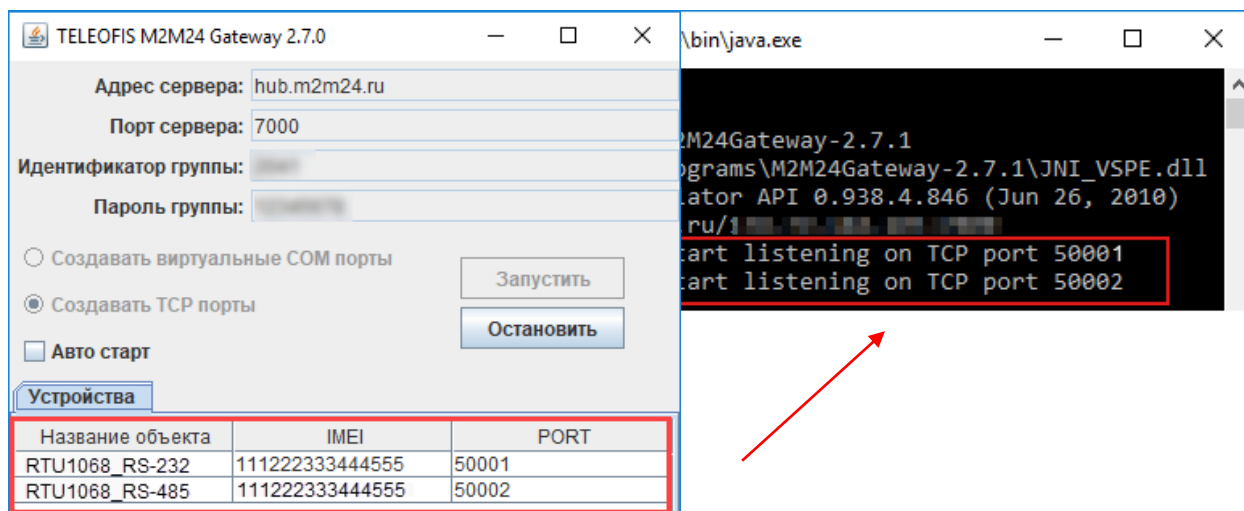 TELEOFIS M2M24 Gateway 2.7.0
Адрес сервера: hub.m2m24.ru
Порт сервера: 7000
Идентификатор группы:
Пароль группы:
Создавать виртуальные COM порты
Создавать TCP порты
Авто старт
Запустить
Остановить
Устройства
Название объекта IMEI PORT
RTU1068_RS-232 111222333444555 50001
RTU1068_RS-485 111222333444555 50002
\bin\java.exe
2M24Gateway-2.7.1
ograms\M2M24Gateway-2.7.1\JNI_VSPE.dll
lator API 0.938.4.846 (Jun 26, 2010)
.ru/1
tart listening on TCP port 50001
tart listening on TCP port 50002